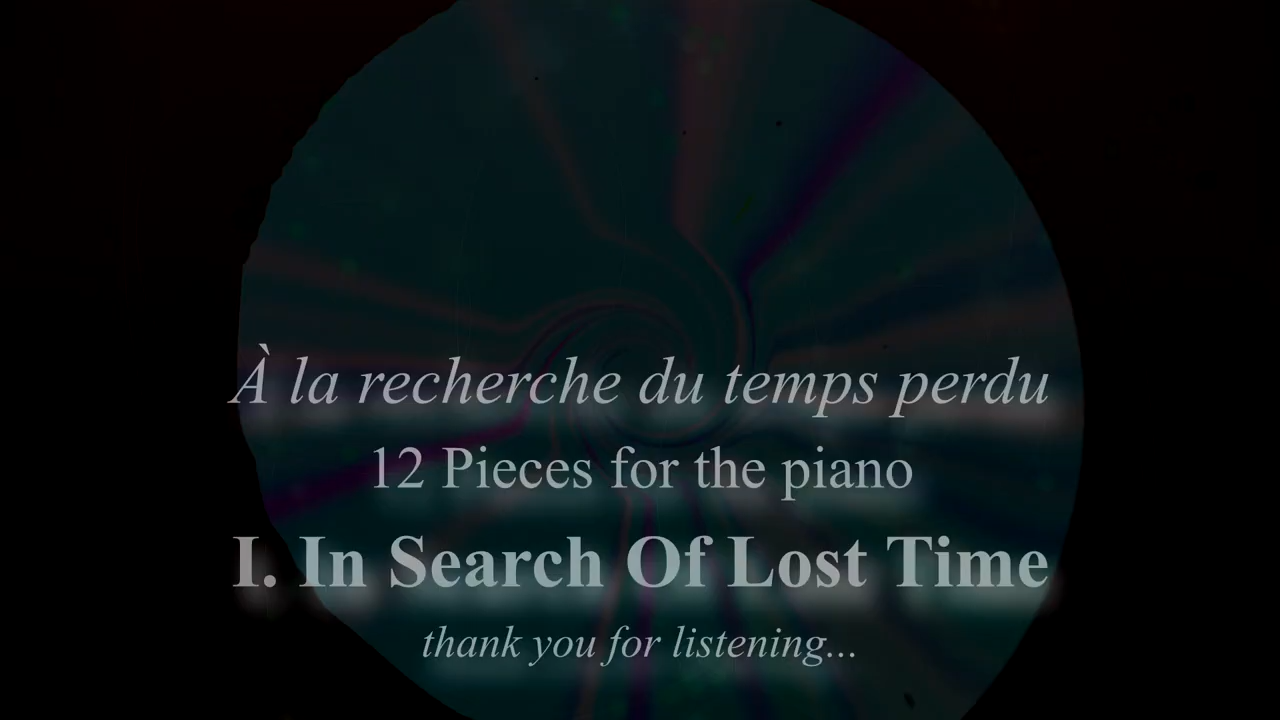 À la recherche du temps perdu
12 Pieces for the piano
I. In Search Of Lost Time
thank you for listening...